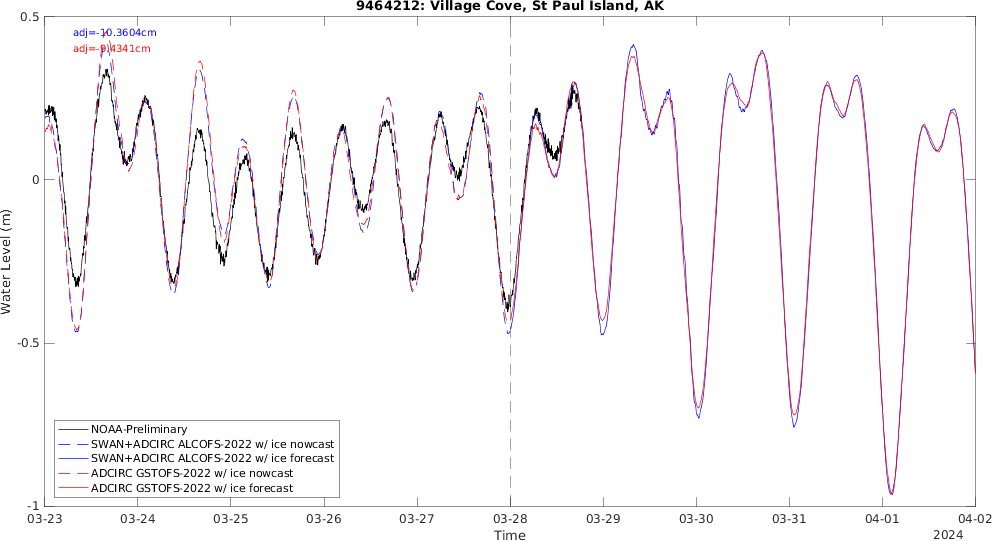 9464212: Village Cove, St Paul Island, AK
adj=-10.3604cm
adj=-9.4341cm
0.5
0
-0.5
-1
Water Level (m)
NOAA-Preliminary
SWAN+ADCIRC ALCOFS-2022 w/ ice nowcast
SWAN+ADCIRC ALCOFS-2022 w/ ice forecast
ADCIRC GSTOFS-2022 w/ ice nowcast
ADCIRC GSTOFS-2022 w/ ice forecast
03-23 03-24 03-25 03-26 03-27 03-28 03-29 03-30 03-31 04-01 04-02
Time
2024